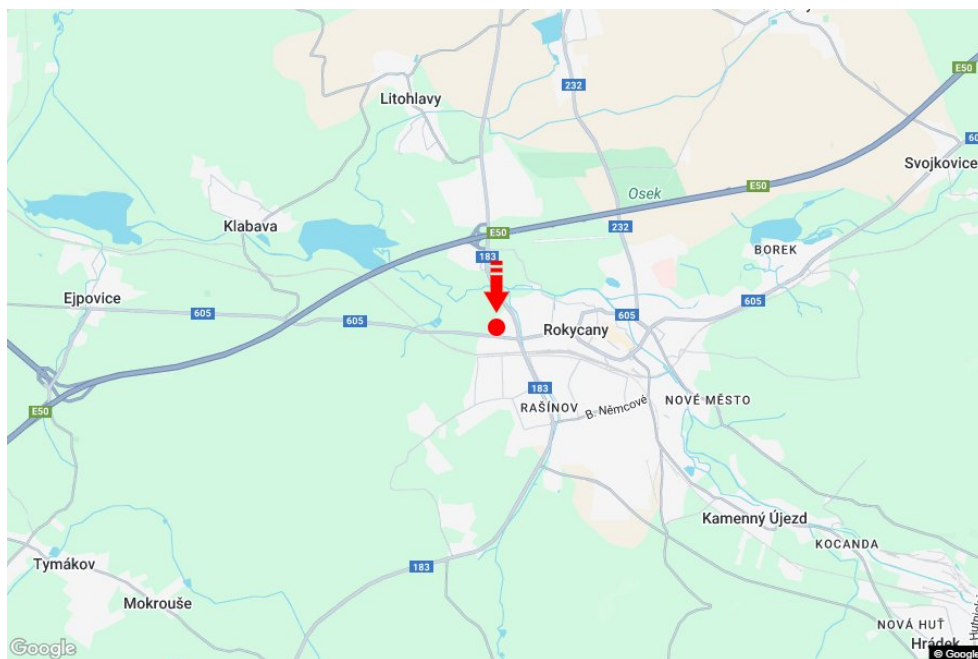 E50
232
Litohlavy
60
Svojkovice
E50
Osek
Klabava
232
E50
BOREK
183
Ejpovice
605
605
605
605
Rokycany
183
E50
RAŠÍNOV
B. Němcové
NOVÉ MĚSTO
Kamenný Újezd
KOCANDA
Tymákov
183
Mokrouše
NOVÁ HUŤ
Hrádek
Google
© Google